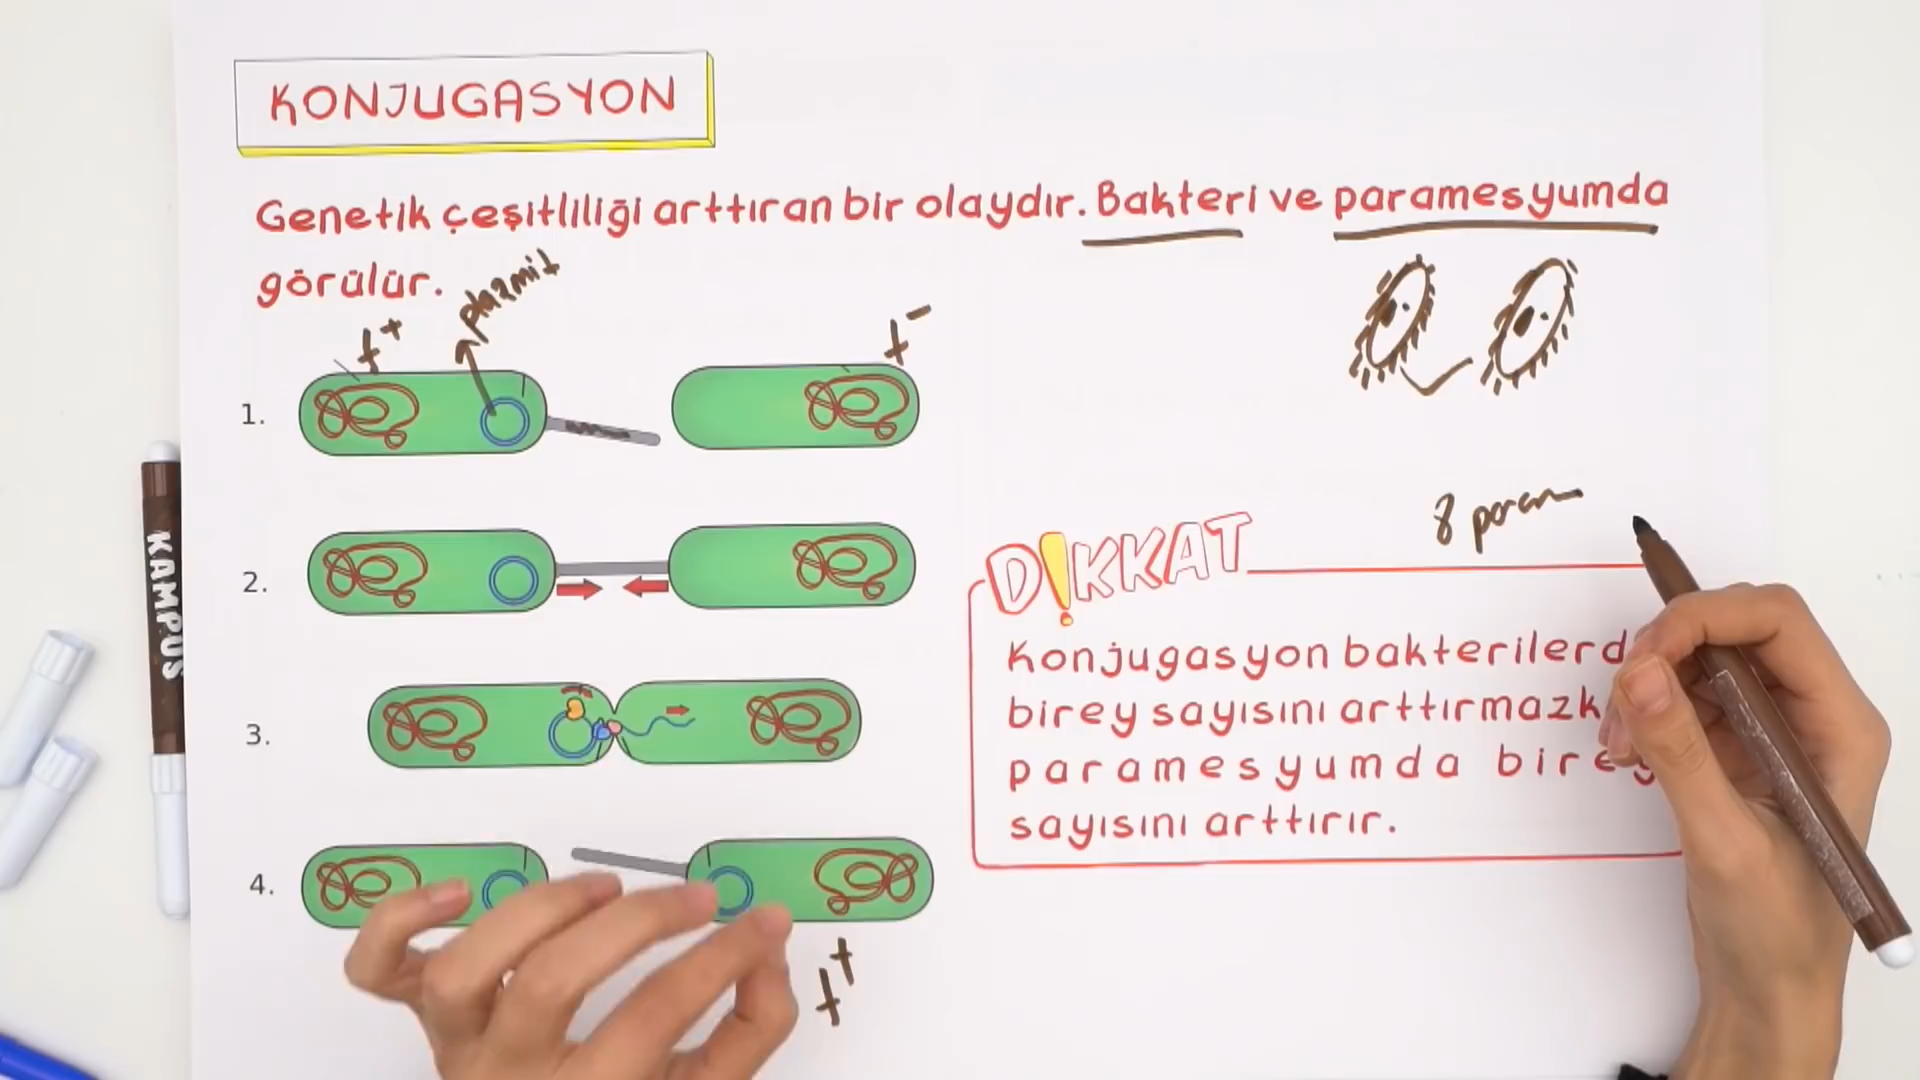 KONJUGASYON
Genetik çeşitliliği arttıran bir olaydır. Bakteri ve paramesyumda
görülür.
plazmit
f+
f-
1.
2.
3.
4.
f+
8 param
DİKKAT
Konjugasyon bakterilerd
birey sayısını arttırmazk
paramesyumda birey
sayısını arttırır.
KAMPÜS